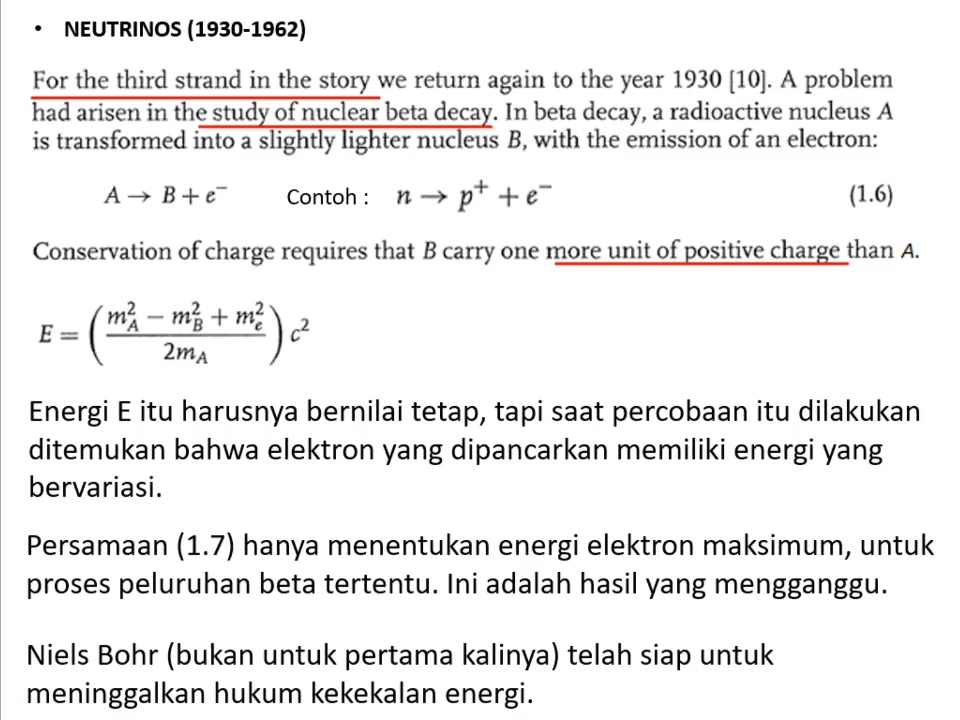 • NEUTRINOS (1930-1962)
For the third strand in the story we return again to the year 1930 [10]. A problem
had arisen in the study of nuclear beta decay. In beta decay, a radioactive nucleus A
is transformed into a slightly lighter nucleus B, with the emission of an electron:
A → B + e⁻ Contoh : n → p⁺ + e⁻ (1.6)
Conservation of charge requires that B carry one more unit of positive charge than A.
E = ( (m_A² − m_B² + m_e²) / 2m_A ) c²
Energi E itu harusnya bernilai tetap, tapi saat percobaan itu dilakukan
ditemukan bahwa elektron yang dipancarkan memiliki energi yang
bervariasi.
Persamaan (1.7) hanya menentukan energi elektron maksimum, untuk
proses peluruhan beta tertentu. Ini adalah hasil yang mengganggu.
Niels Bohr (bukan untuk pertama kalinya) telah siap untuk
meninggalkan hukum kekekalan energi.